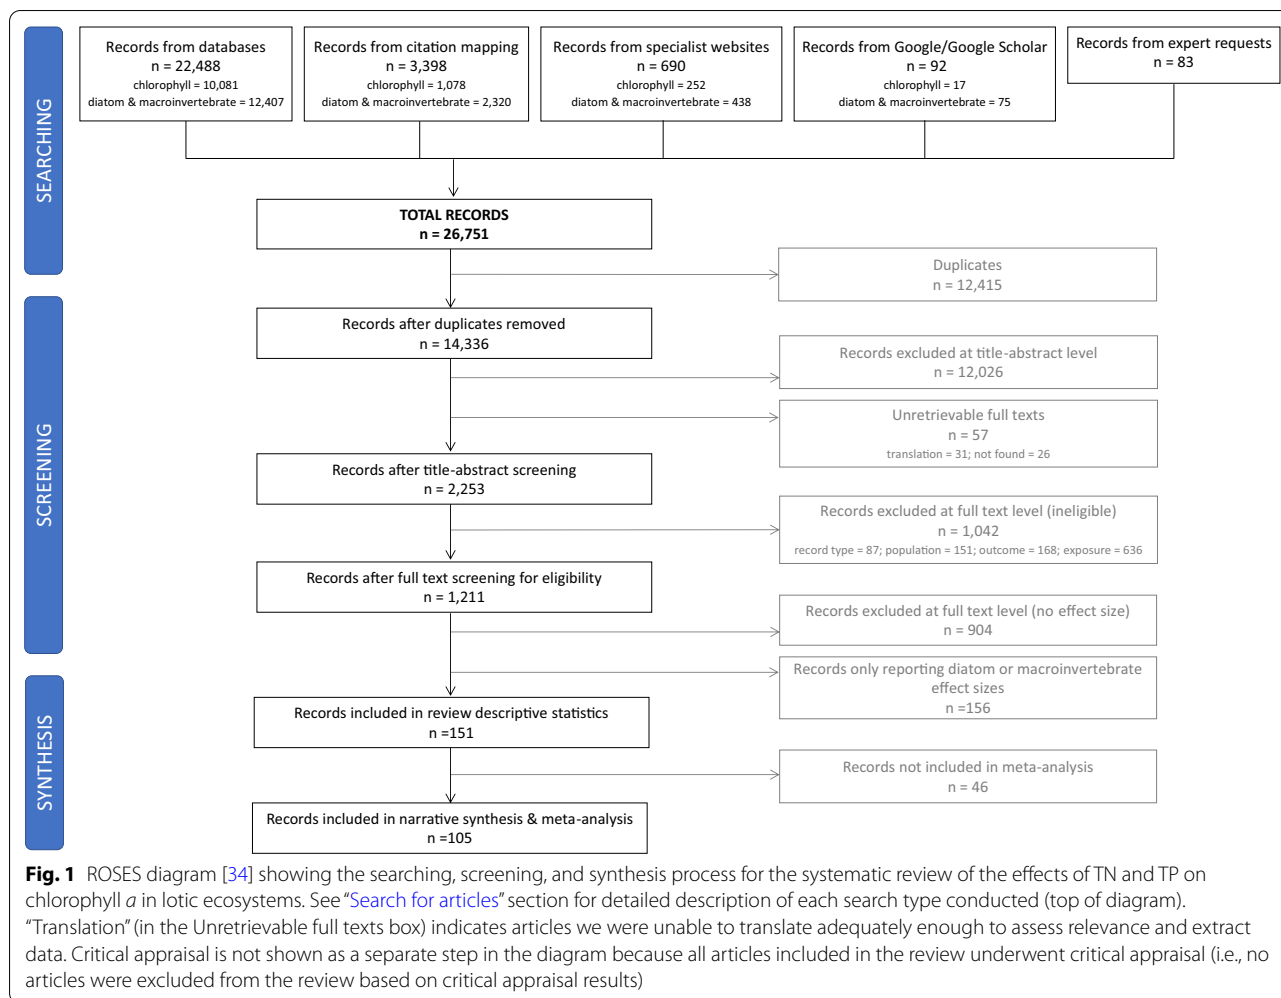 SEARCHING
Records from databases
n = 22,488
chlorophyll = 10,081
diatom & macroinvertebrate = 12,407
Records from citation mapping
n = 3,398
chlorophyll = 1,078
diatom & macroinvertebrate = 2,320
Records from specialist websites
n = 690
chlorophyll = 252
diatom & macroinvertebrate = 438
Records from Google/Google Scholar
n = 92
chlorophyll = 17
diatom & macroinvertebrate = 75
Records from expert requests
n = 83
TOTAL RECORDS
n = 26,751
Duplicates
n = 12,415
SCREENING
Records after duplicates removed
n = 14,336
Records excluded at title-abstract level
n = 12,026
Unretrievable full texts
n = 57
translation = 31; not found = 26
Records after title-abstract screening
n = 2,253
Records excluded at full text level (ineligible)
n = 1,042
record type = 87; population = 151; outcome = 168; exposure = 636
Records after full text screening for eligibility
n = 1,211
Records excluded at full text level (no effect size)
n = 904
SYNTHESIS
Records only reporting diatom or macroinvertebrate
effect sizes
n =156
Records included in review descriptive statistics
n =151
Records not included in meta-analysis
n = 46
Records included in narrative synthesis & meta-analysis
n =105
Fig. 1 ROSES diagram [34] showing the searching, screening, and synthesis process for the systematic review of the effects of TN and TP on
chlorophyll a in lotic ecosystems. See "Search for articles" section for detailed description of each search type conducted (top of diagram).
"Translation" (in the Unretrievable full texts box) indicates articles we were unable to translate adequately enough to assess relevance and extract
data. Critical appraisal is not shown as a separate step in the diagram because all articles included in the review underwent critical appraisal (i.e., no
articles were excluded from the review based on critical appraisal results)